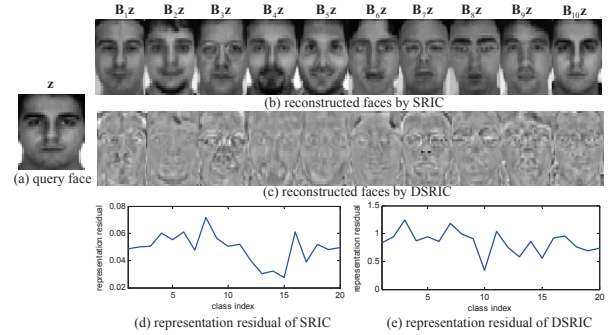 B₁z B₂z B₃z B₄z B₅z B₆z B₇z B₈z B₉z B₁₀z
z
(b) reconstructed faces by SRIC
(a) query face
(c) reconstructed faces by DSRIC
0.08
0.06
0.04
0.02
representation residual
5 10 15 20
class index
(d) representation residual of SRIC
1.5
1
0.5
0
representation residual
5 10 15 20
class index
(e) representation residual of DSRIC